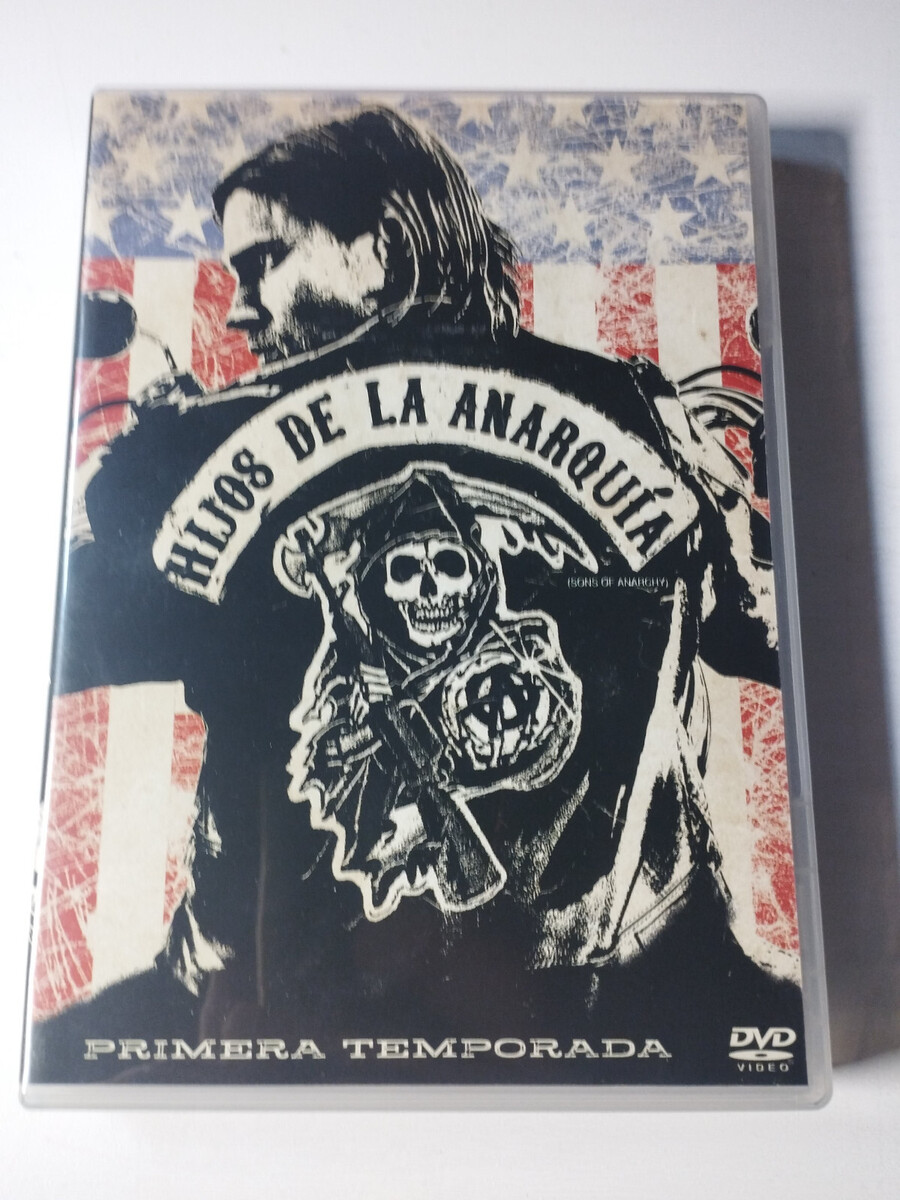 HIJOS DE LA ANARQUÍA
(SONS OF ANARCHY)
A
PRIMERA TEMPORADA
DVD
VIDEO